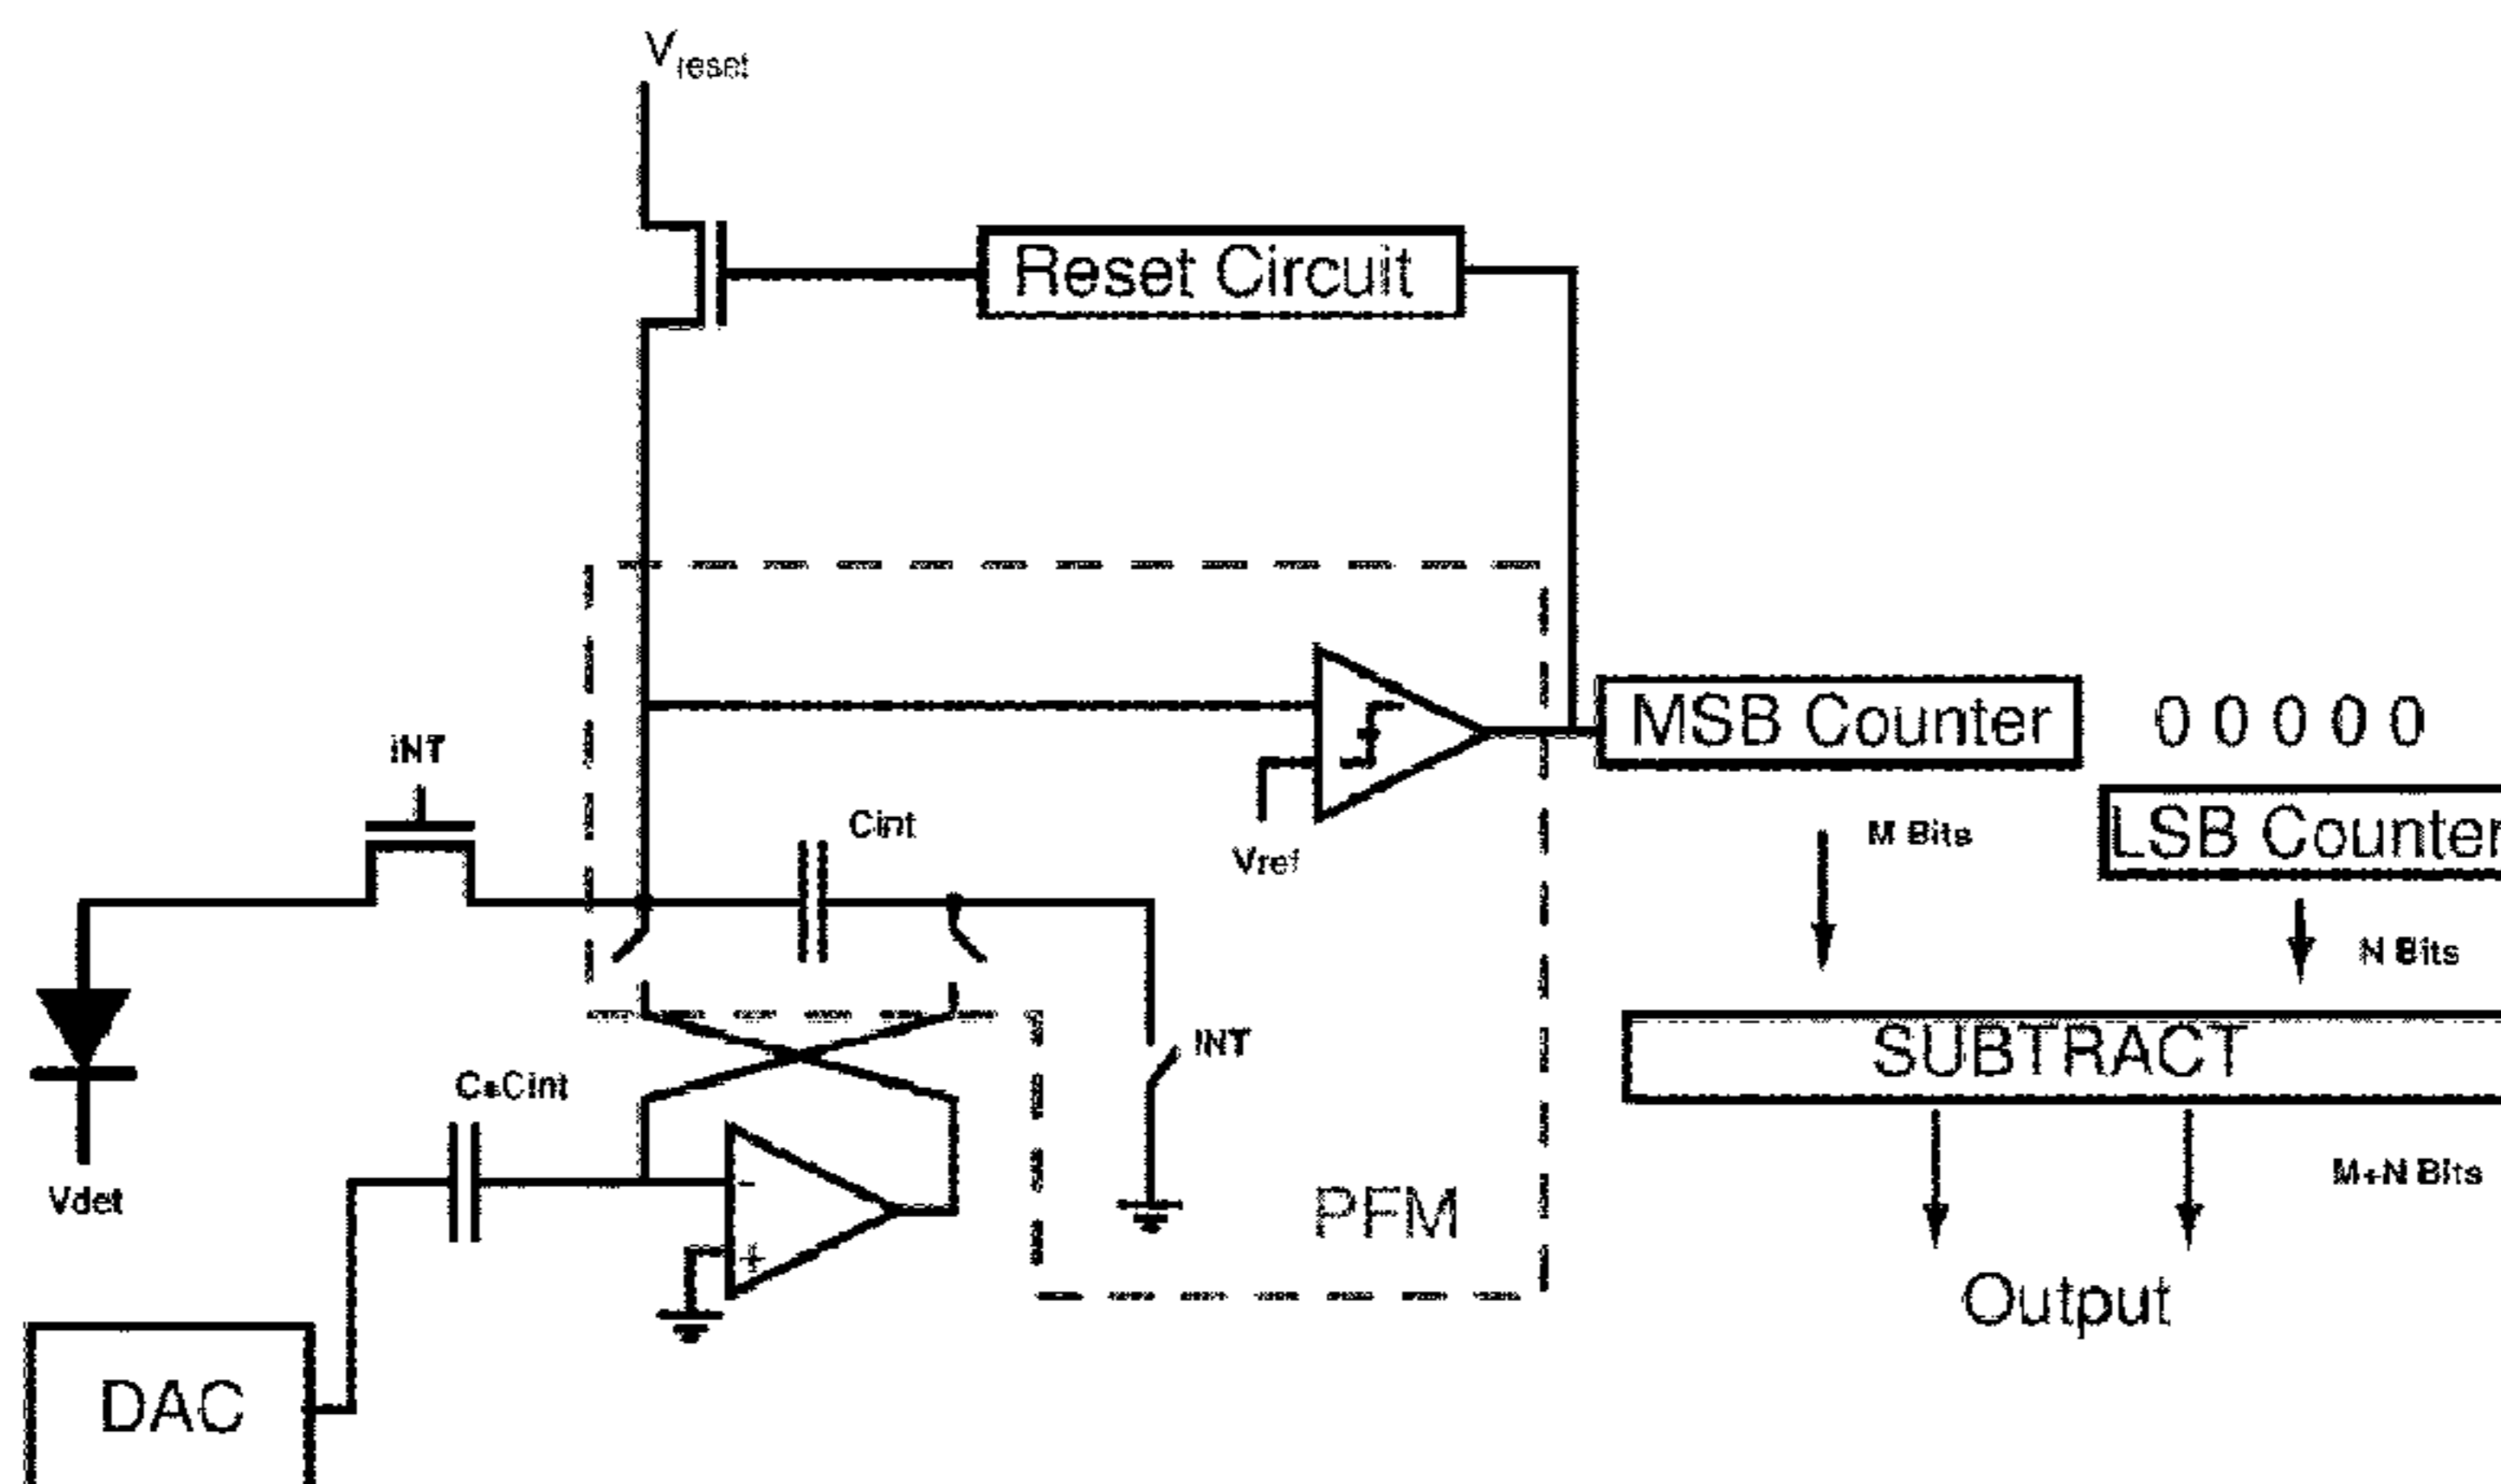 Vreset
Reset Circuit
MSB Counter 0 0 0 0 0
INT
Cint
Vref
M Bits
LSB Counter
N Bits
INT
SUBTRACT
C=Cint
Vdet
-
+
PFM
M+N Bits
Output
DAC